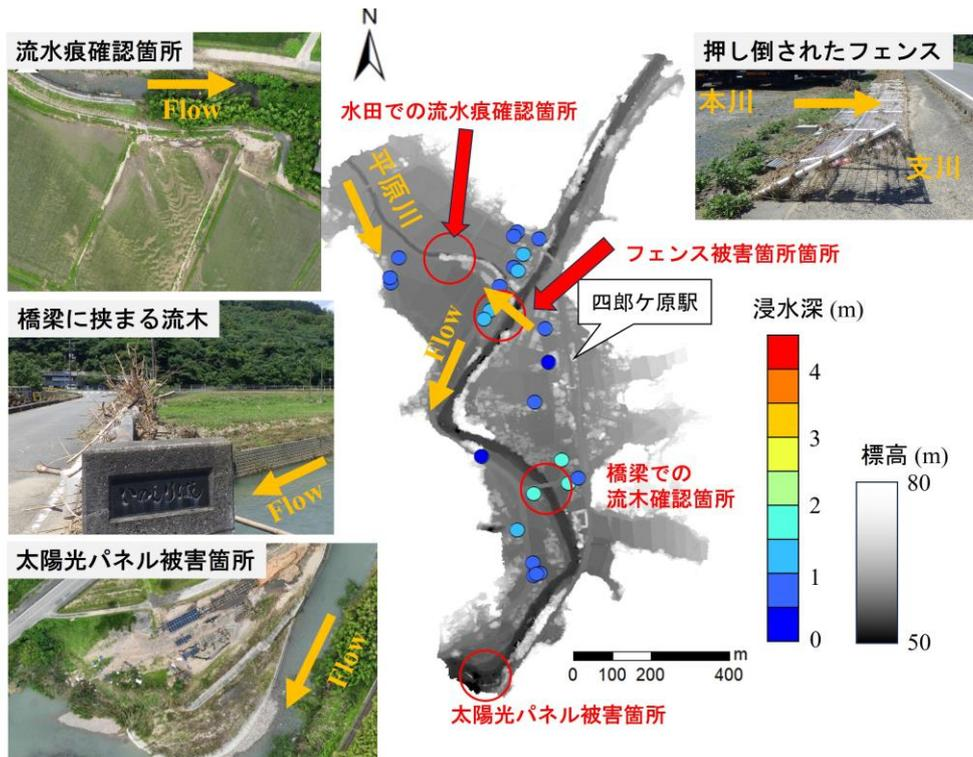 流水痕確認箇所
Flow
橋梁に挟まる流木
Flow
太陽光パネル被害箇所
Flow
N
水田での流水痕確認箇所
平原川
フェンス被害箇所箇所
四郎ケ原駅
Flow
橋梁での
流木確認箇所
太陽光パネル被害箇所
m
0 100 200 400
押し倒されたフェンス
本川
支川
浸水深 (m)
4
3
2
1
0
標高 (m)
80
50